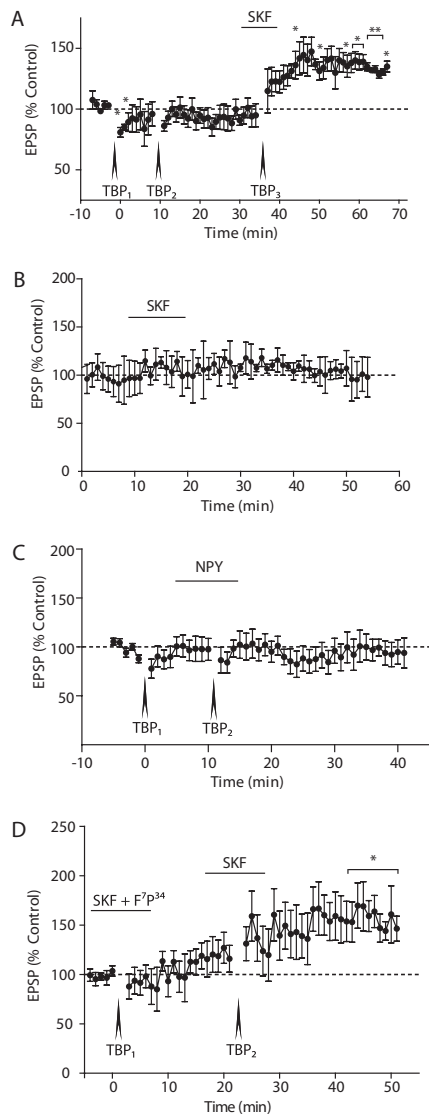 A
SKF
EPSP (% Control)
150
100
50
* * * * * * ** *
TBP1 TBP2 TBP3
-10 0 10 20 30 40 50 60 70
Time (min)
B
SKF
EPSP (% Control)
200
150
100
50
0
0 10 20 30 40 50 60
Time (min)
C
NPY
EPSP (% Control)
200
150
100
50
TBP1 TBP2
-10 0 10 20 30 40
Time (min)
D
SKF + F⁷P³⁴
SKF
*
EPSP (% Control)
250
200
150
100
50
0
TBP1 TBP2
0 10 20 30 40 50
Time (min)